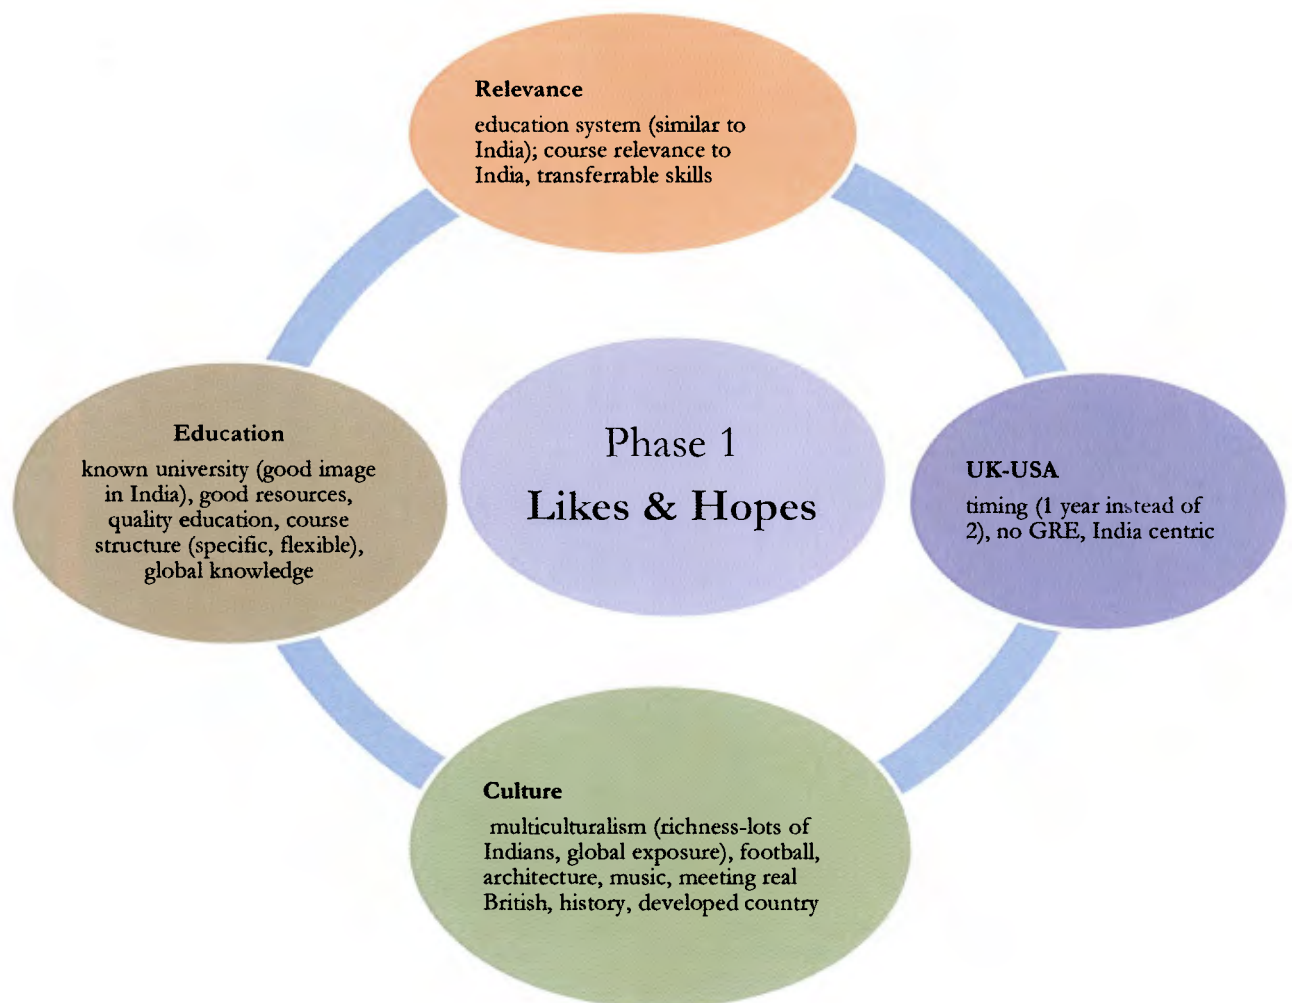 Relevance
education system (similar to
India); course relevance to
India, transferrable skills
Education
known university (good image
in India), good resources,
quality education, course
structure (specific, flexible),
global knowledge
Phase 1
Likes & Hopes
UK-USA
timing (1 year instead of
2), no GRE, India centric
Culture
multiculturalism (richness-lots of
Indians, global exposure), football,
architecture, music, meeting real
British, history, developed country